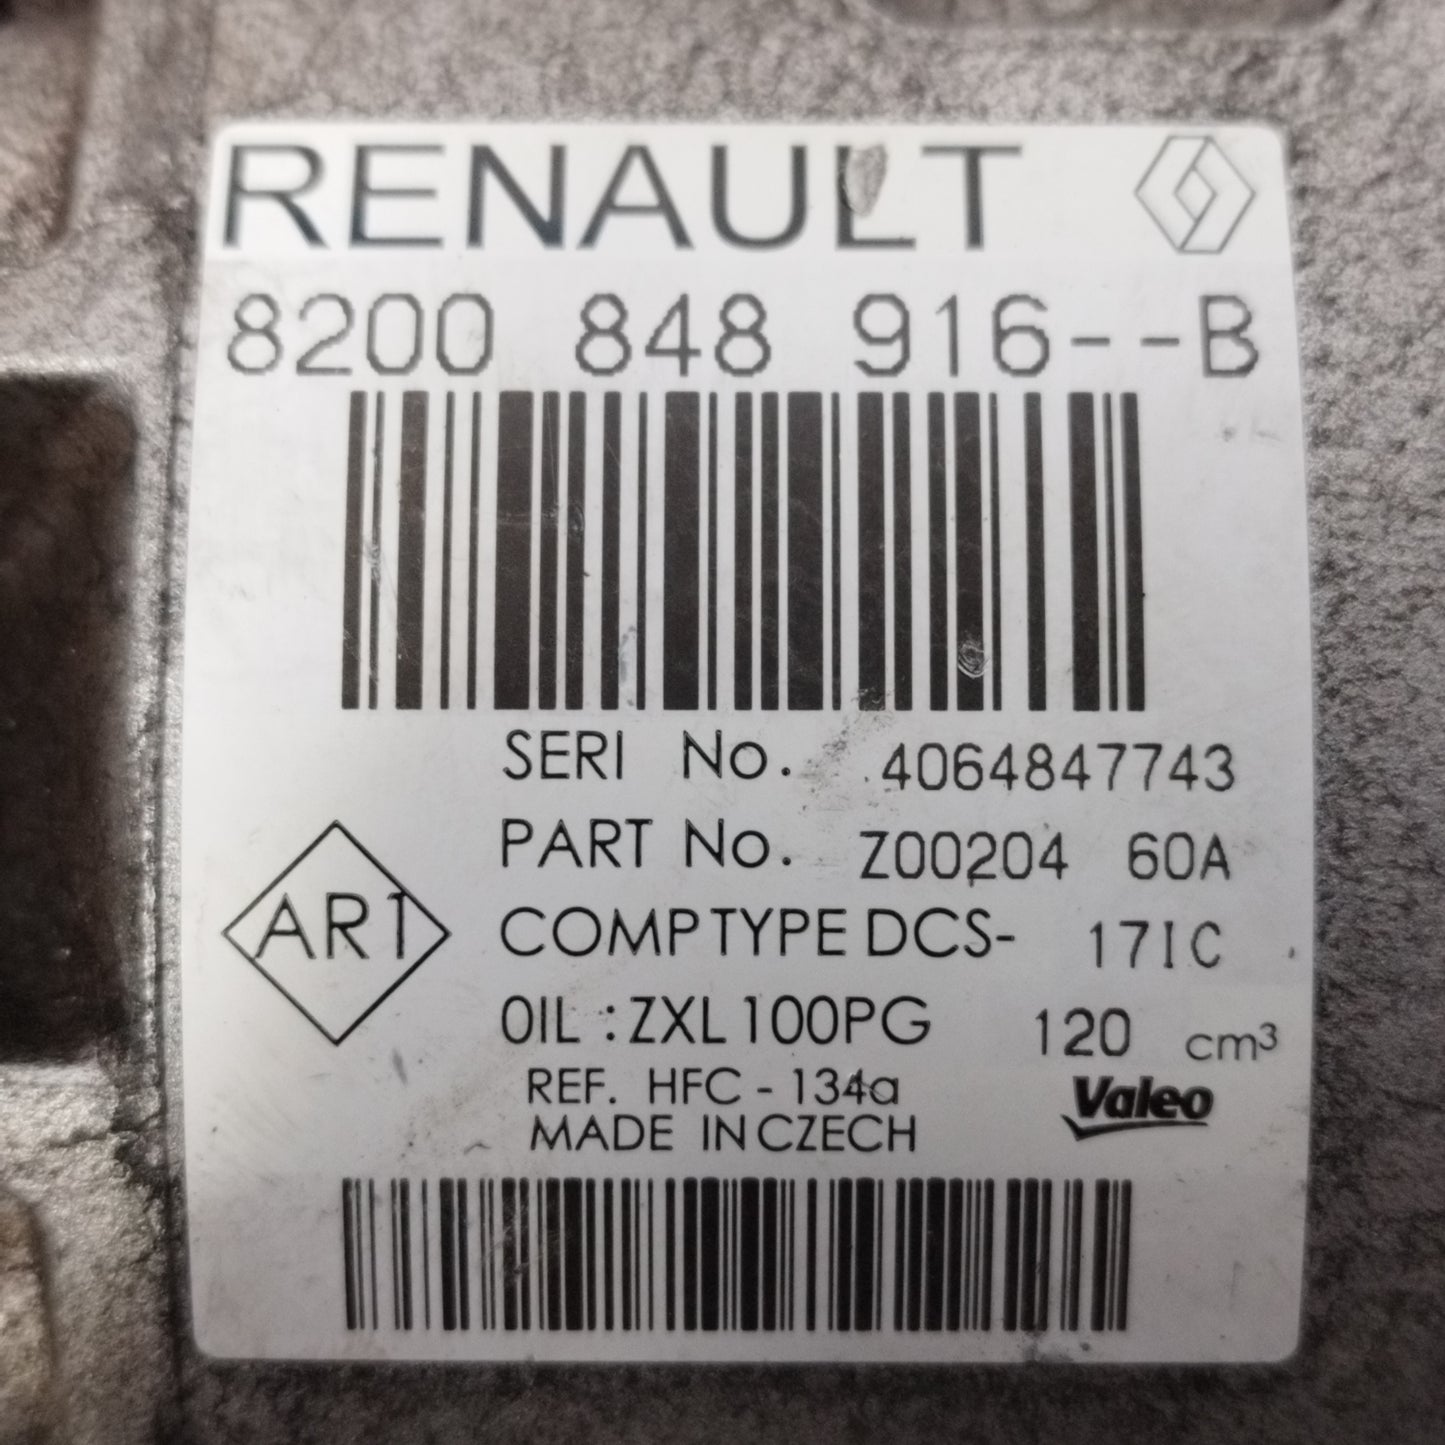 RENAULT
8200 848 916--B
SERI No. 4064847743
PART No. Z00204 60A
COMP TYPE DCS- 17IC
OIL : ZXL100PG 120 cm³
REF. HFC - 134a
MADE IN CZECH
Valeo
ART